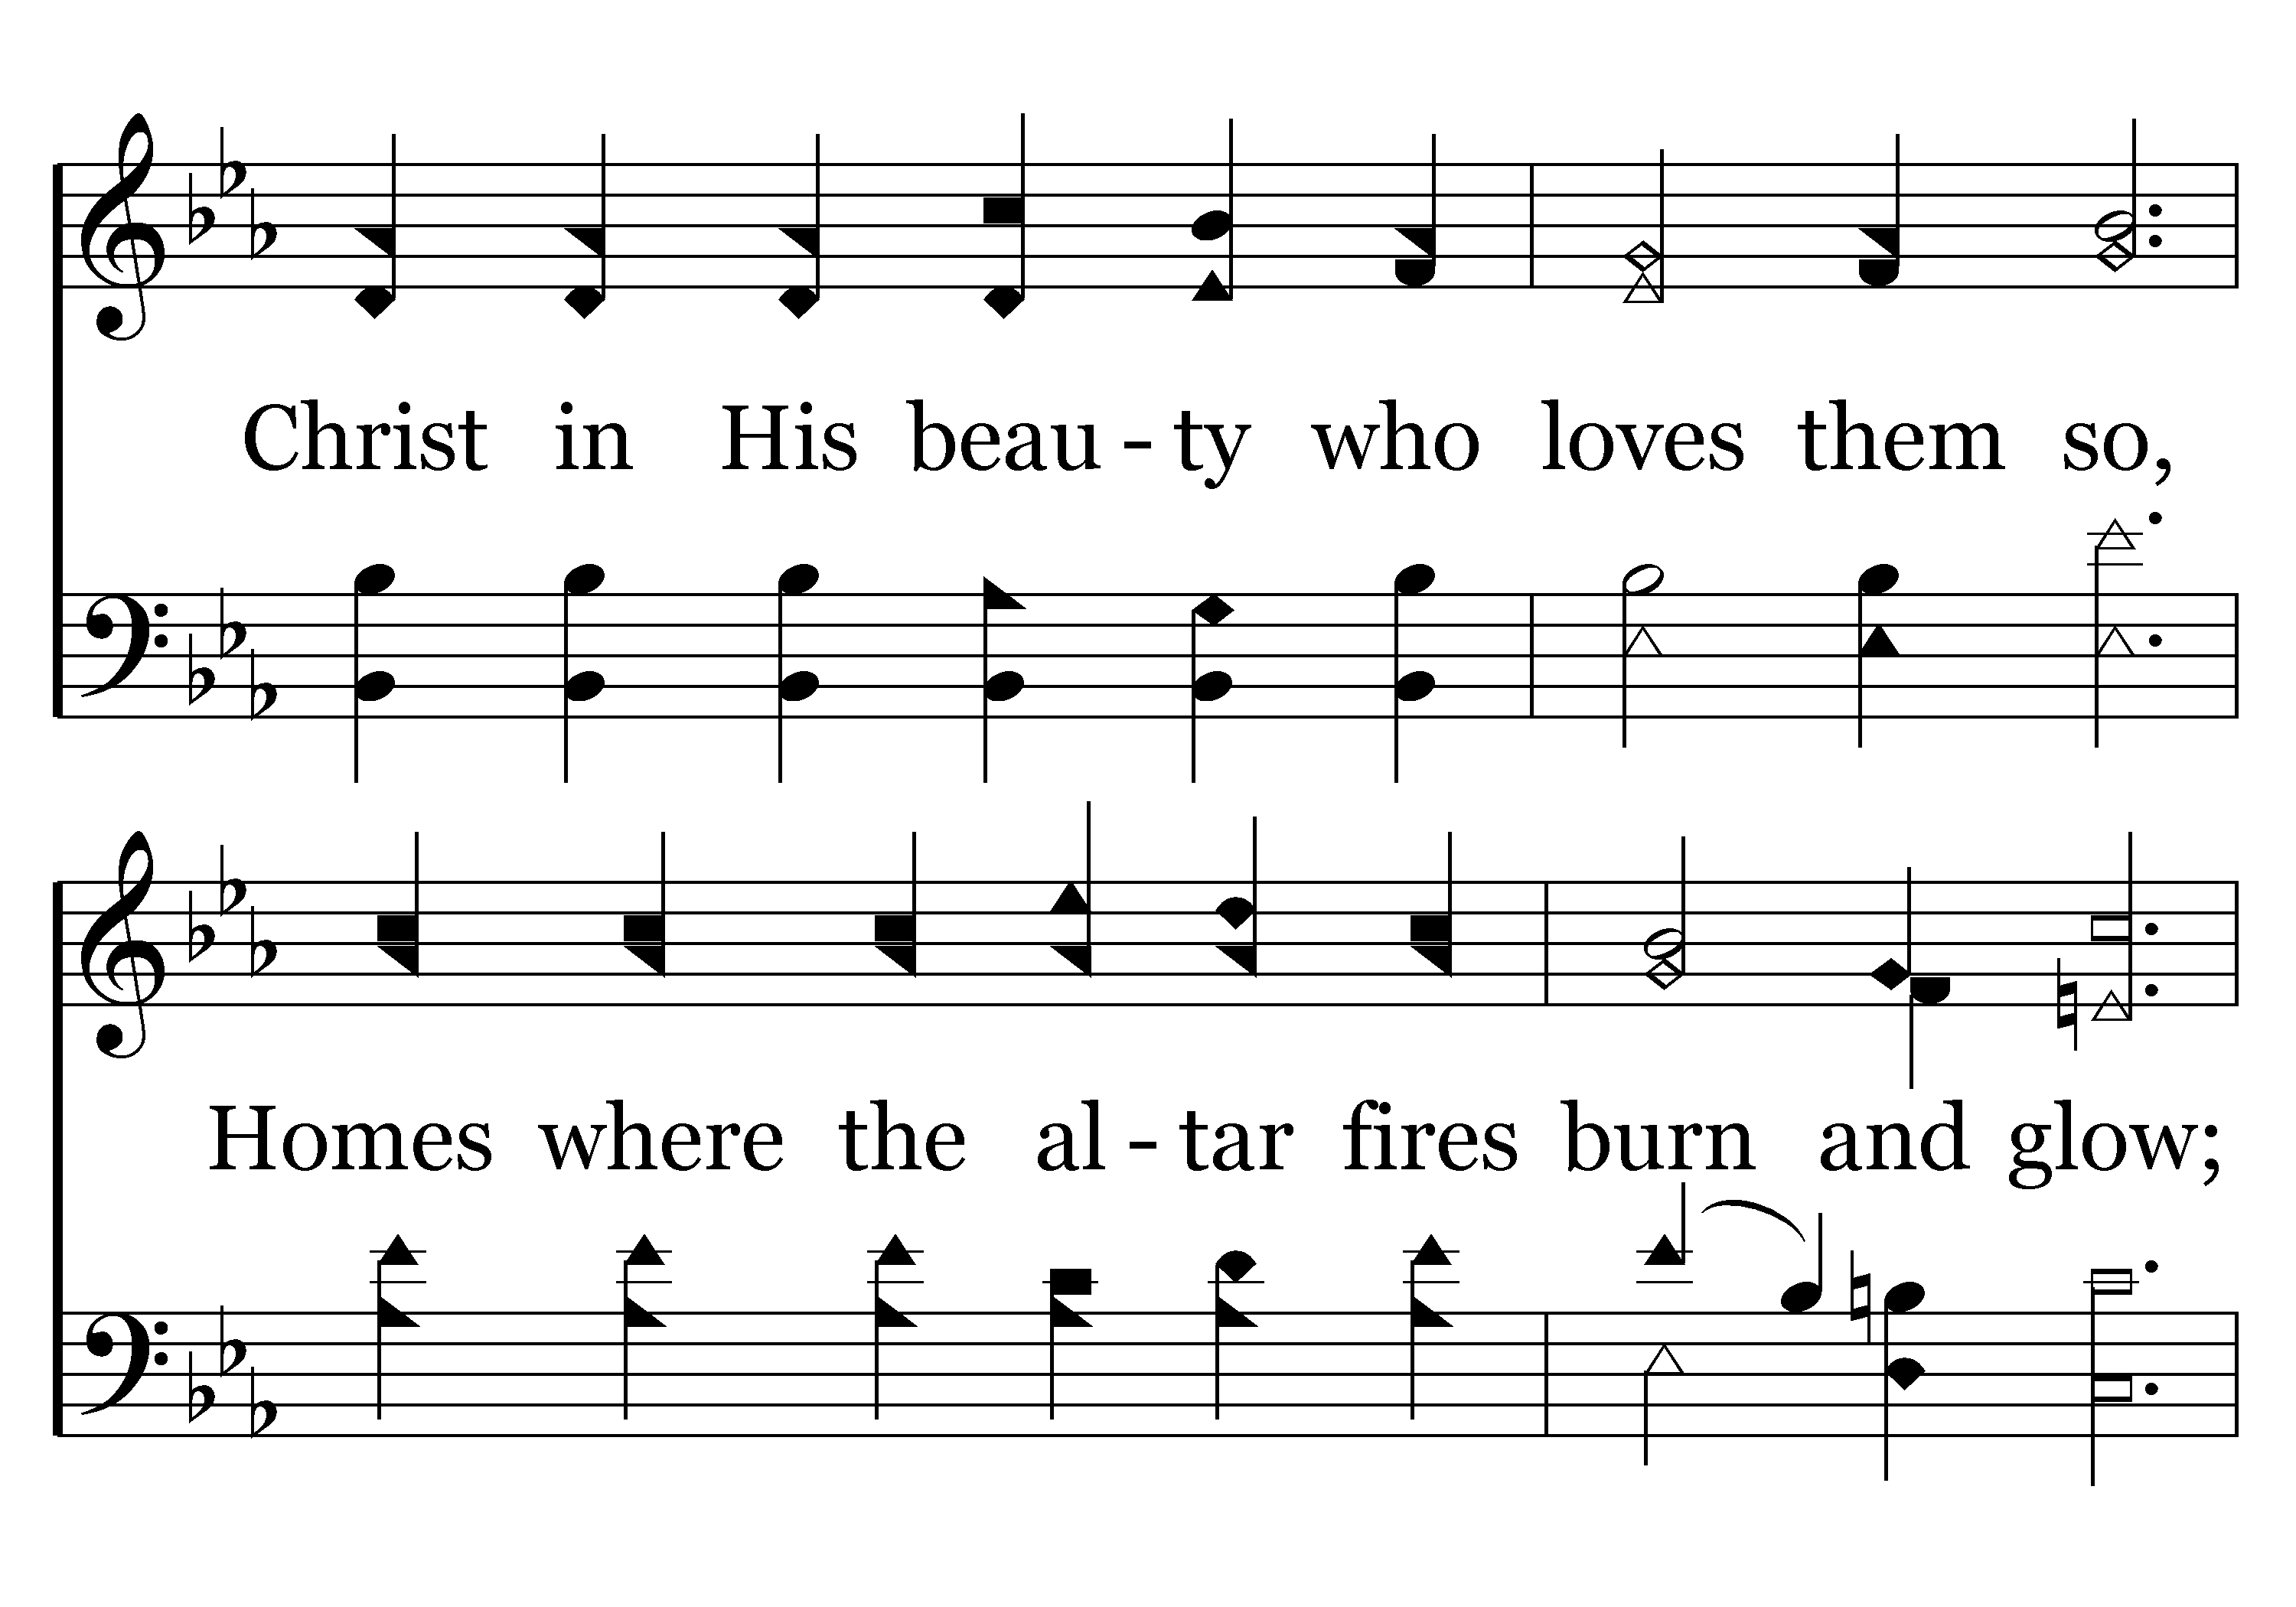 Christ in His beau - ty who loves them so,
Homes where the al - tar fires burn and glow;